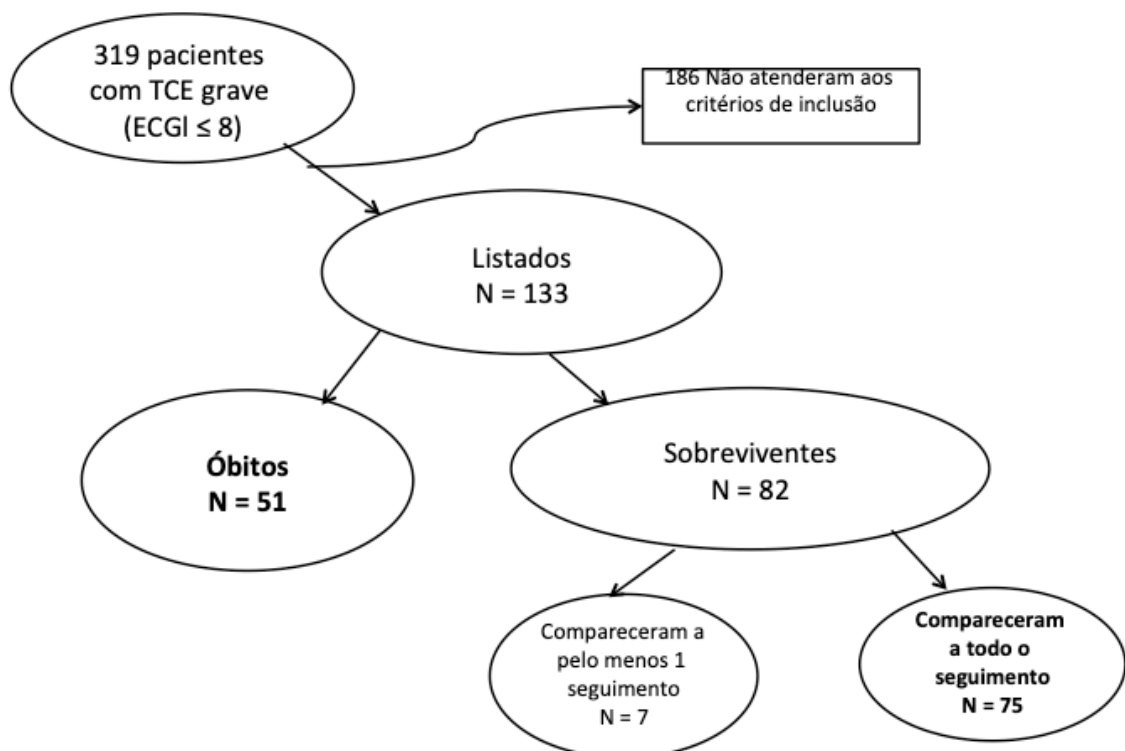 319 pacientes
com TCE grave
(ECGl ≤ 8)
186 Não atenderam aos
critérios de inclusão
Listados
N = 133
Óbitos
N = 51
Sobreviventes
N = 82
Compareceram a
pelo menos 1
seguimento
N = 7
Compareceram
a todo o
seguimento
N = 75